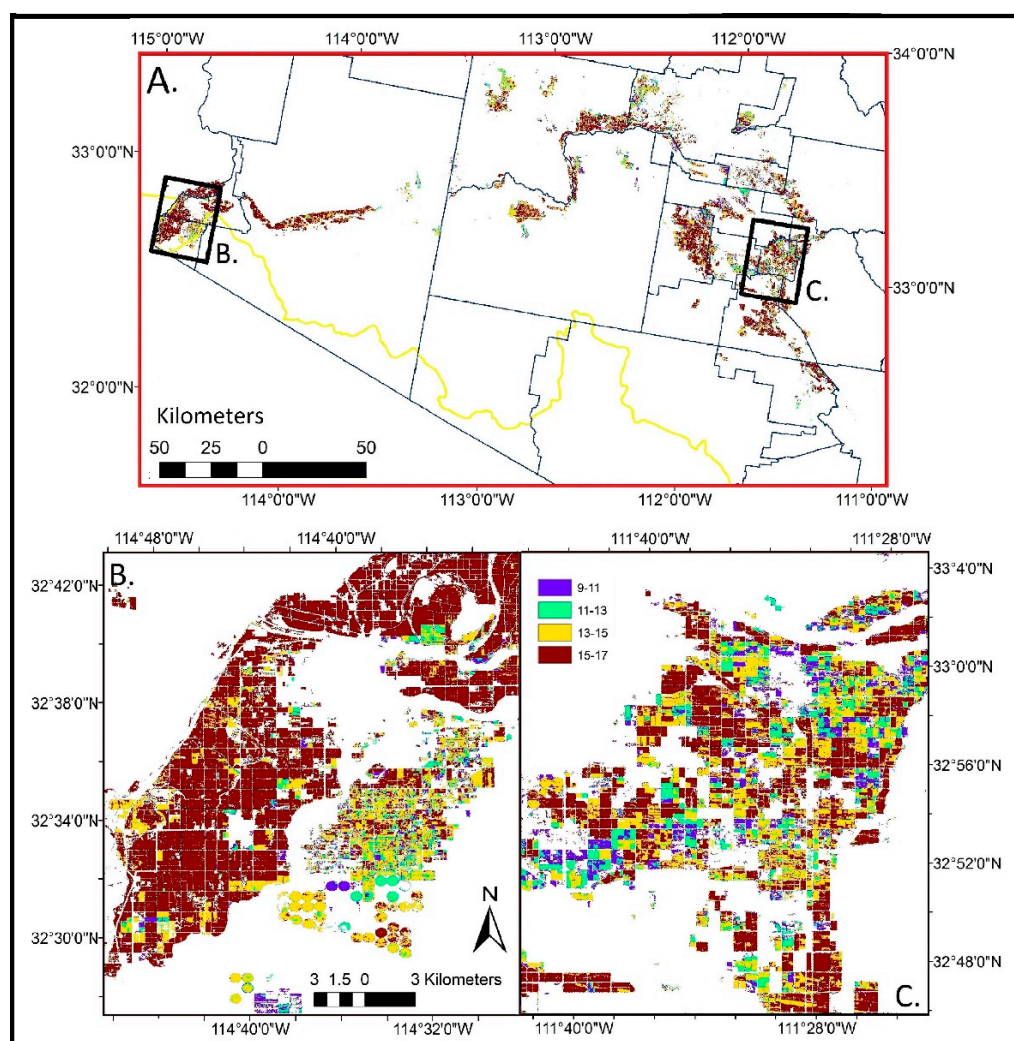 115°0'0"W 114°0'0"W 113°0'0"W 112°0'0"W
34°0'0"N
A.
33°0'0"N
B.
C.
33°0'0"N
32°0'0"N
Kilometers
50 25 0 50
114°0'0"W 113°0'0"W 112°0'0"W 111°0'0"W
114°48'0"W 114°40'0"W 111°40'0"W 111°28'0"W
B.
32°42'0"N
33°4'0"N
9-11
11-13
13-15
15-17
32°38'0"N
33°0'0"N
32°34'0"N
32°56'0"N
32°52'0"N
N
32°30'0"N
32°48'0"N
3 1.5 0 3 Kilometers
C.
114°40'0"W 114°32'0"W 111°40'0"W 111°28'0"W